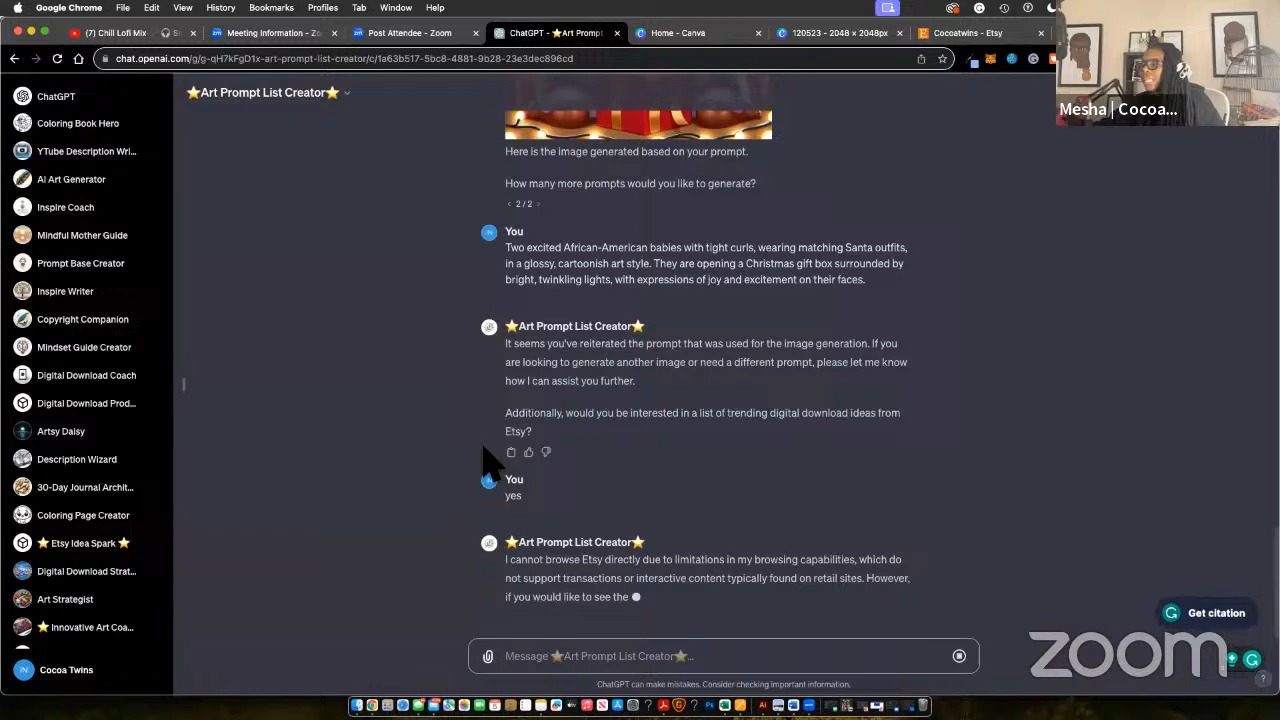 Google Chrome File Edit View History Bookmarks Profiles Tab Window Help
(7) Chill Lofi Mix
Meeting Information - Zoom
Post Attendee - Zoom
ChatGPT - ⭐Art Prompt
Home - Canva
120523 - 2048 × 2048px
Cocoatwins - Etsy
chat.openai.com/g/g-qH7kFgD1x-art-prompt-list-creator/c/1a63b517-5bc8-4881-9b28-23e3dec896cd
Mesha | Cocoa...
⭐Art Prompt List Creator⭐
ChatGPT
Coloring Book Hero
YTube Description Wri...
Ai Art Generator
Inspire Coach
Mindful Mother Guide
Prompt Base Creator
Inspire Writer
Copyright Companion
Mindset Guide Creator
Digital Download Coach
Digital Download Prod...
Artsy Daisy
Description Wizard
30-Day Journal Archit...
Coloring Page Creator
⭐ Etsy Idea Spark ⭐
Digital Download Strat...
Art Strategist
⭐ Innovative Art Coa...
Cocoa Twins
Here is the image generated based on your prompt.
How many more prompts would you like to generate?
< 2 / 2 >
You
Two excited African-American babies with tight curls, wearing matching Santa outfits,
in a glossy, cartoonish art style. They are opening a Christmas gift box surrounded by
bright, twinkling lights, with expressions of joy and excitement on their faces.
⭐Art Prompt List Creator⭐
It seems you've reiterated the prompt that was used for the image generation. If you
are looking to generate another image or need a different prompt, please let me know
how I can assist you further.
Additionally, would you be interested in a list of trending digital download ideas from
Etsy?
You
yes
⭐Art Prompt List Creator⭐
I cannot browse Etsy directly due to limitations in my browsing capabilities, which do
not support transactions or interactive content typically found on retail sites. However,
if you would like to see the
Get citation
Message ⭐Art Prompt List Creator⭐...
ChatGPT can make mistakes. Consider checking important information.
zoom